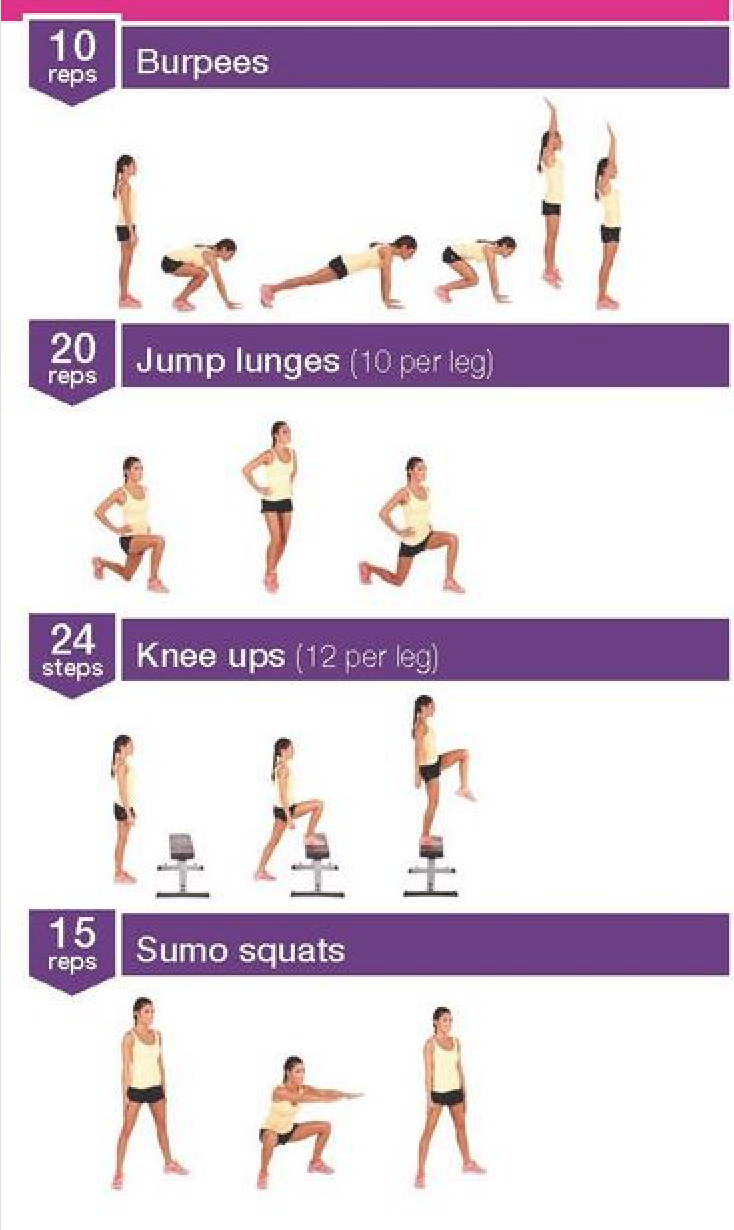 10
reps
Burpees
20
reps
Jump lunges (10 per leg)
24
steps
Knee ups (12 per leg)
15
reps
Sumo squats